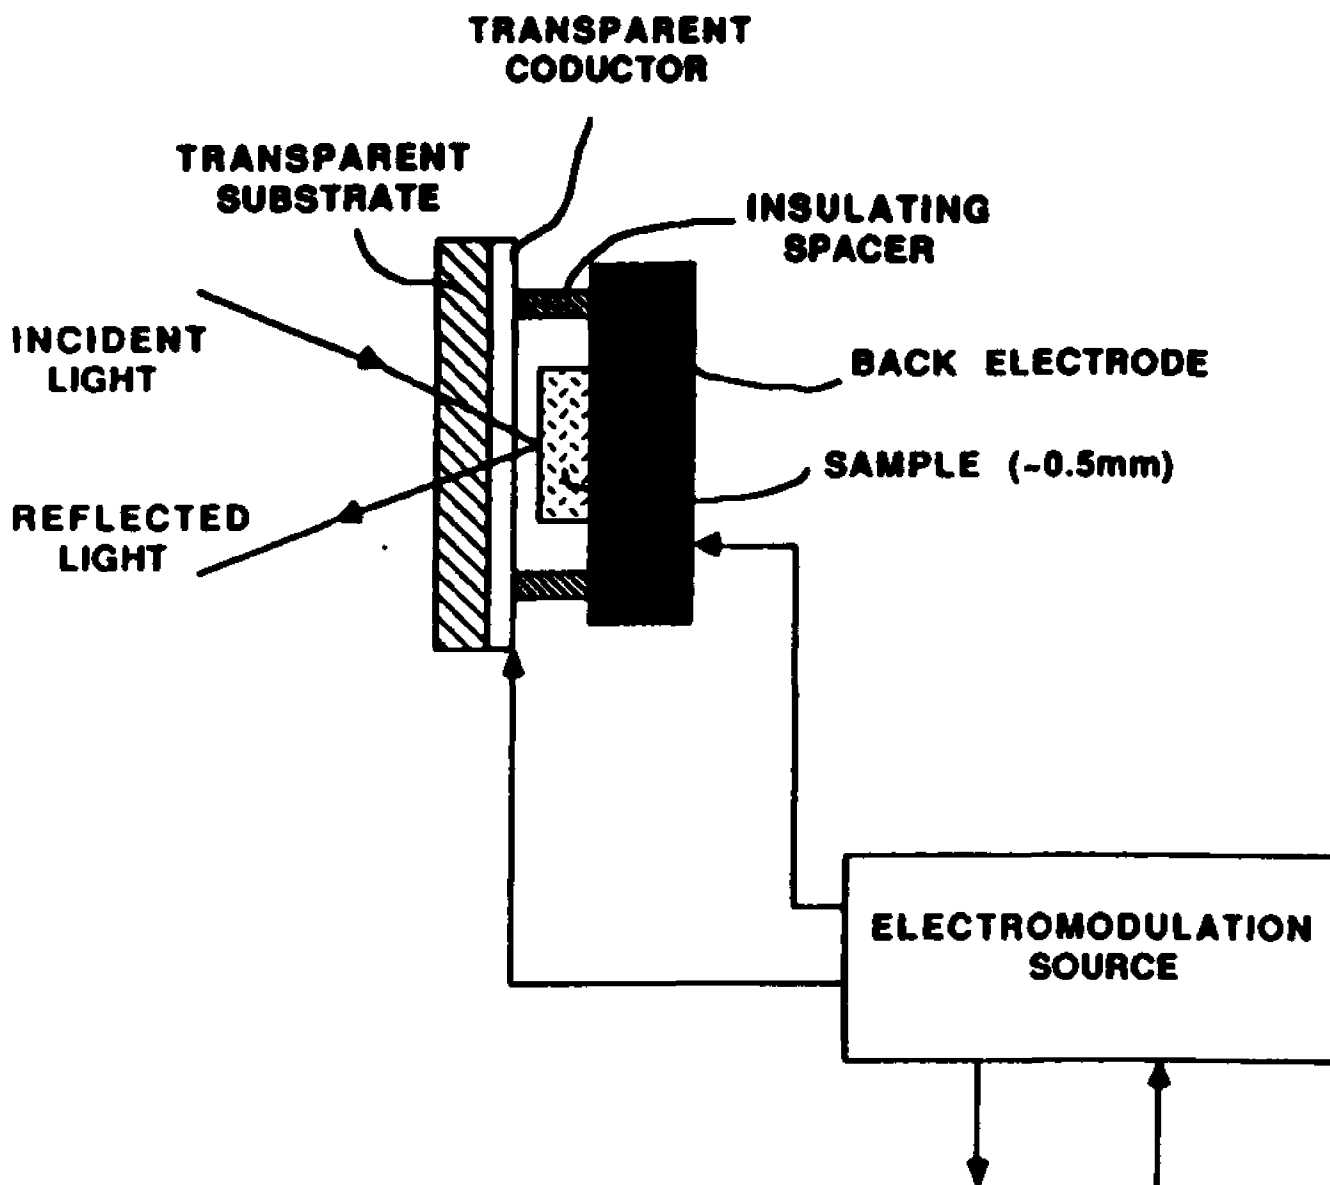 TRANSPARENT
CODUCTOR
TRANSPARENT
SUBSTRATE
INSULATING
SPACER
INCIDENT
LIGHT
BACK ELECTRODE
SAMPLE (~0.5mm)
REFLECTED
LIGHT
ELECTROMODULATION
SOURCE